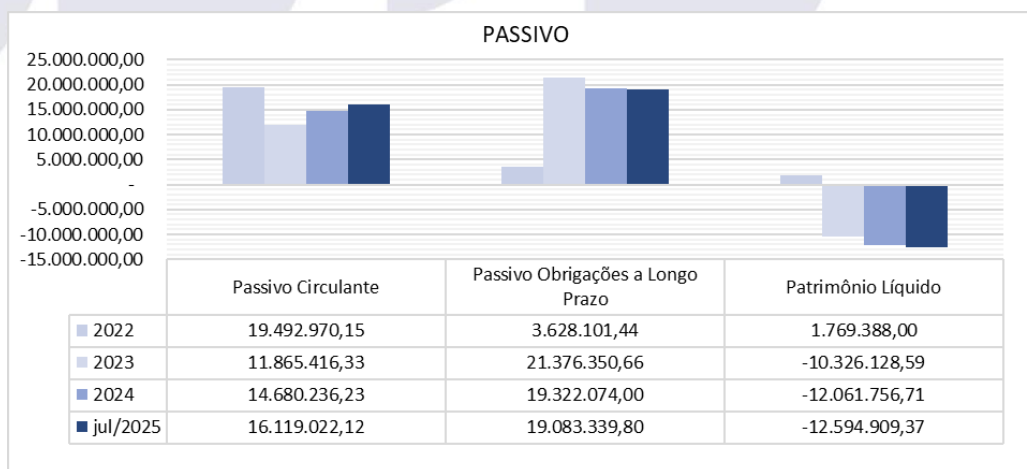 PASSIVO
25.000.000,00
20.000.000,00
15.000.000,00
10.000.000,00
5.000.000,00
-
-5.000.000,00
-10.000.000,00
-15.000.000,00
Passivo Circulante
Passivo Obrigações a Longo
Prazo
Patrimônio Líquido
2022 19.492.970,15 3.628.101,44 1.769.388,00
2023 11.865.416,33 21.376.350,66 -10.326.128,59
2024 14.680.236,23 19.322.074,00 -12.061.756,71
jul/2025 16.119.022,12 19.083.339,80 -12.594.909,37